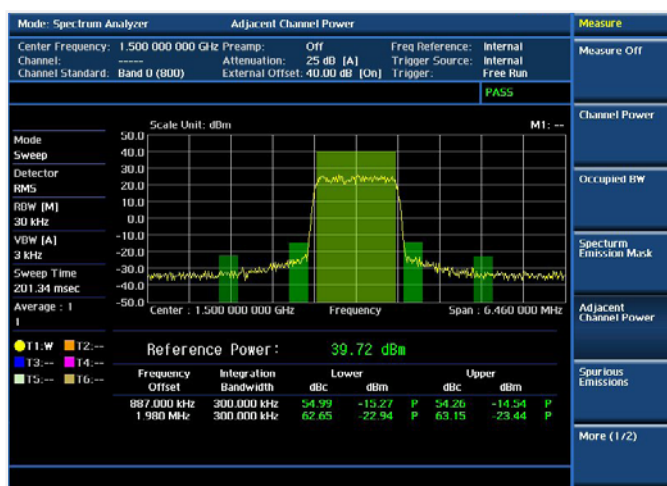 Mode: Spectrum Analyzer Adjacent Channel Power Measure
Center Frequency: 1.500 000 000 GHz Preamp: Off Freq Reference: Internal
Channel: ----- Attenuation: 25 dB [A] Trigger Source: Internal
Channel Standard: Band 0 (800) External Offset: 40.00 dB [On] Trigger: Free Run
Measure Off
PASS
Channel Power
Scale Unit: dBm M1: --
Mode
Sweep
Detector
RMS
RBW [M]
30 kHz
VBW [A]
3 kHz
Sweep Time
201.34 msec
Average : 1
1
50.0
40.0
30.0
20.0
10.0
0.0
-10.0
-20.0
-30.0
-40.0
-50.0
Center : 1.500 000 000 GHz Frequency Span : 6.460 000 MHz
Occupied BW
Specturm
Emission Mask
Adjacent
Channel Power
T1:W T2:--
T3:-- T4:--
T5:-- T6:--
Reference Power: 39.72 dBm
Frequency Integration Lower Upper
Offset Bandwidth dBc dBm dBc dBm
887.000 kHz 300.000 kHz 54.99 -15.27 P 54.26 -14.54 P
1.980 MHz 300.000 kHz 62.65 -22.94 P 63.15 -23.44 P
Spurious
Emissions
More (1/2)